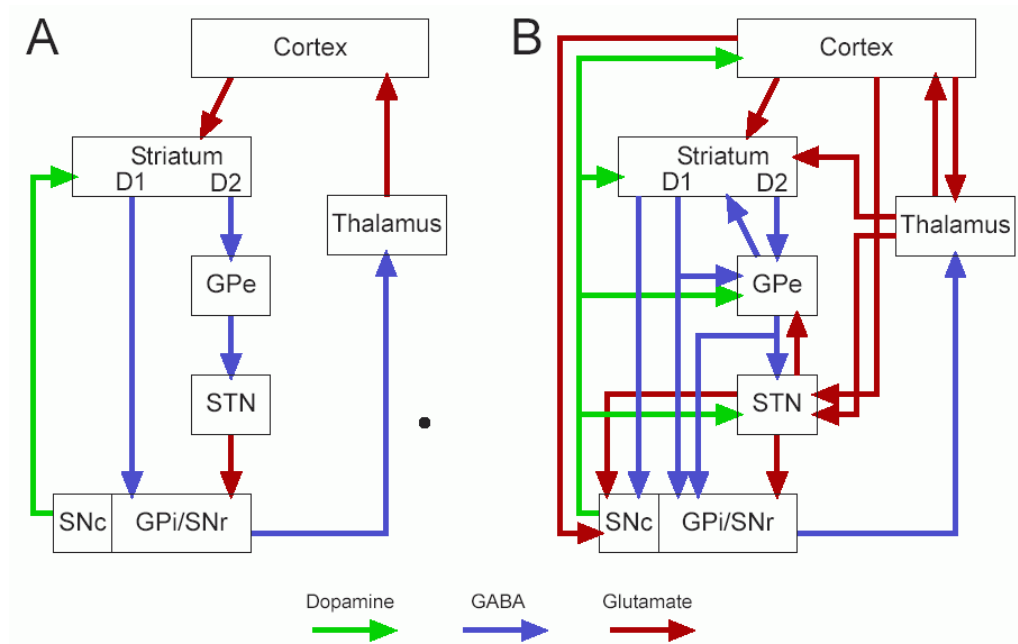 A
Cortex
Striatum
D1 D2
Thalamus
GPe
STN
SNc GPi/SNr
B
Cortex
Striatum
D1 D2
Thalamus
GPe
STN
SNc GPi/SNr
Dopamine GABA Glutamate